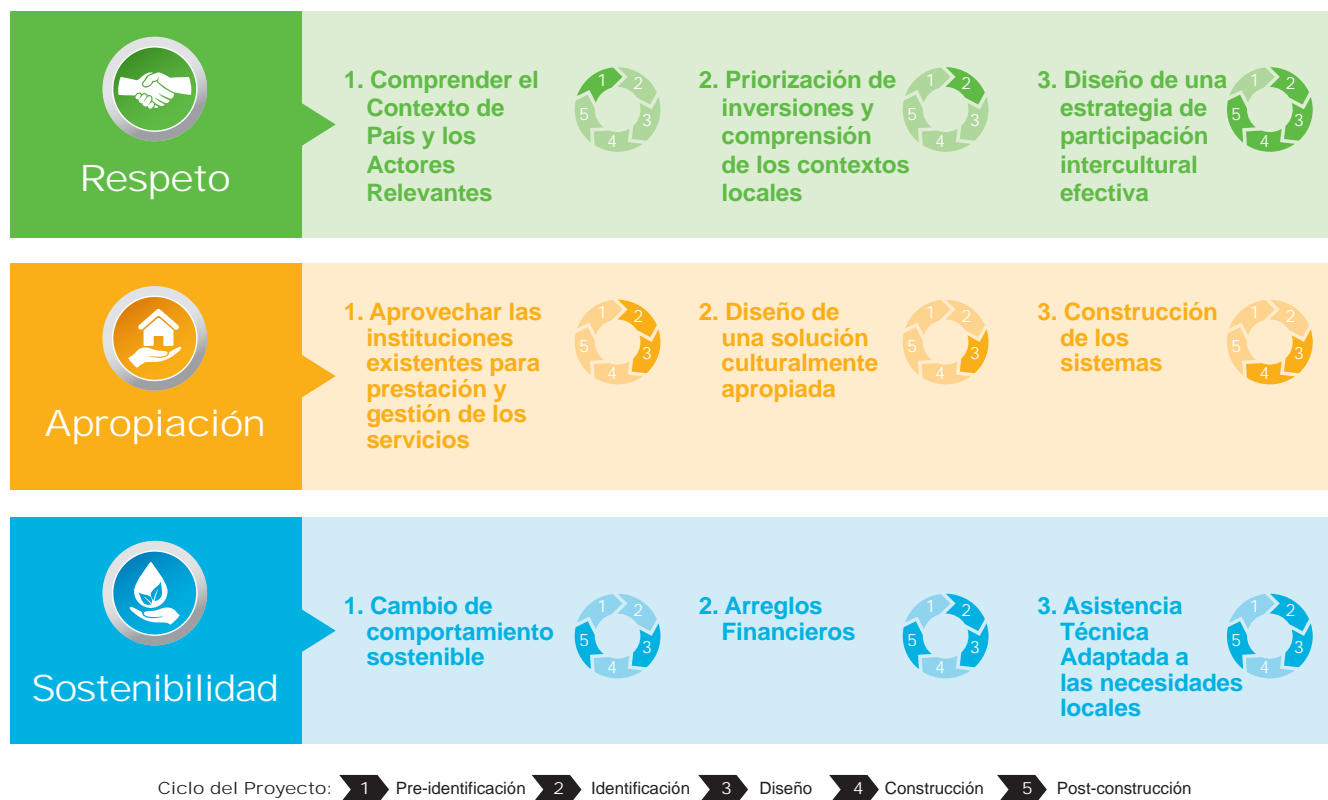 Respeto
1. Comprender el
Contexto de
País y los
Actores
Relevantes
1
2
3
4
5
2. Priorización de
inversiones y
comprensión
de los contextos
locales
1
2
3
4
5
3. Diseño de una
estrategia de
participación
intercultural
efectiva
1
2
3
4
5
Apropiación
1. Aprovechar las
instituciones
existentes para
prestación y
gestión de los
servicios
1
2
3
4
5
2. Diseño de
una solución
culturalmente
apropiada
1
2
3
4
5
3. Construcción
de los
sistemas
1
2
3
4
5
Sostenibilidad
1. Cambio de
comportamiento
sostenible
1
2
3
4
5
2. Arreglos
Financieros
1
2
3
4
5
3. Asistencia
Técnica
Adaptada a
las necesidades
locales
1
2
3
4
5
Ciclo del Proyecto: 1 Pre-identificación 2 Identificación 3 Diseño 4 Construcción 5 Post-construcción